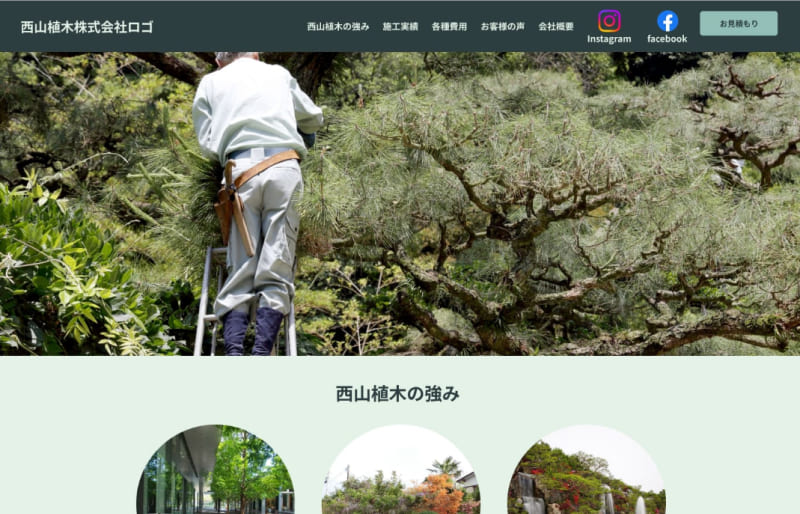 西山植木株式会社ロゴ
西山植木の強み
施工実績
各種費用
お客様の声
会社概要
Instagram
facebook
お見積もり
西山植木の強み